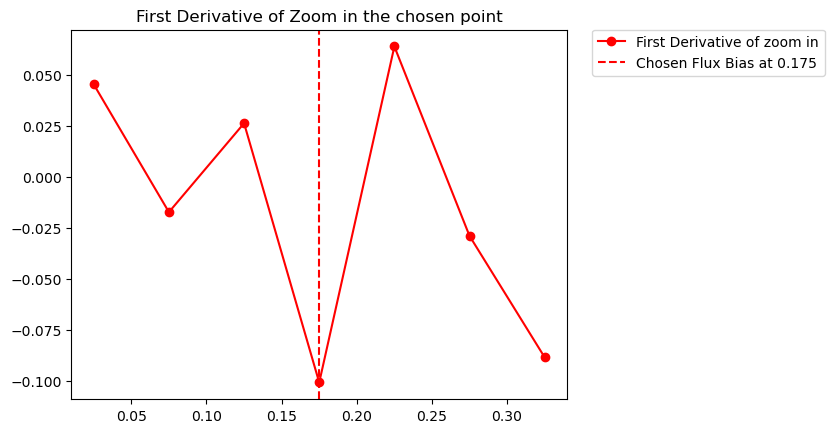 First Derivative of Zoom in the chosen point
First Derivative of zoom in
Chosen Flux Bias at 0.175
0.050
0.025
0.000
−0.025
−0.050
−0.075
−0.100
0.05 0.10 0.15 0.20 0.25 0.30